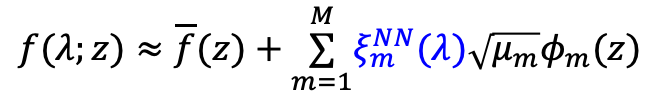 f(λ; z) ≈ f̅(z) + ∑_{m=1}^{M} ξ_m^{NN}(λ)√μ_m ϕ_m(z)